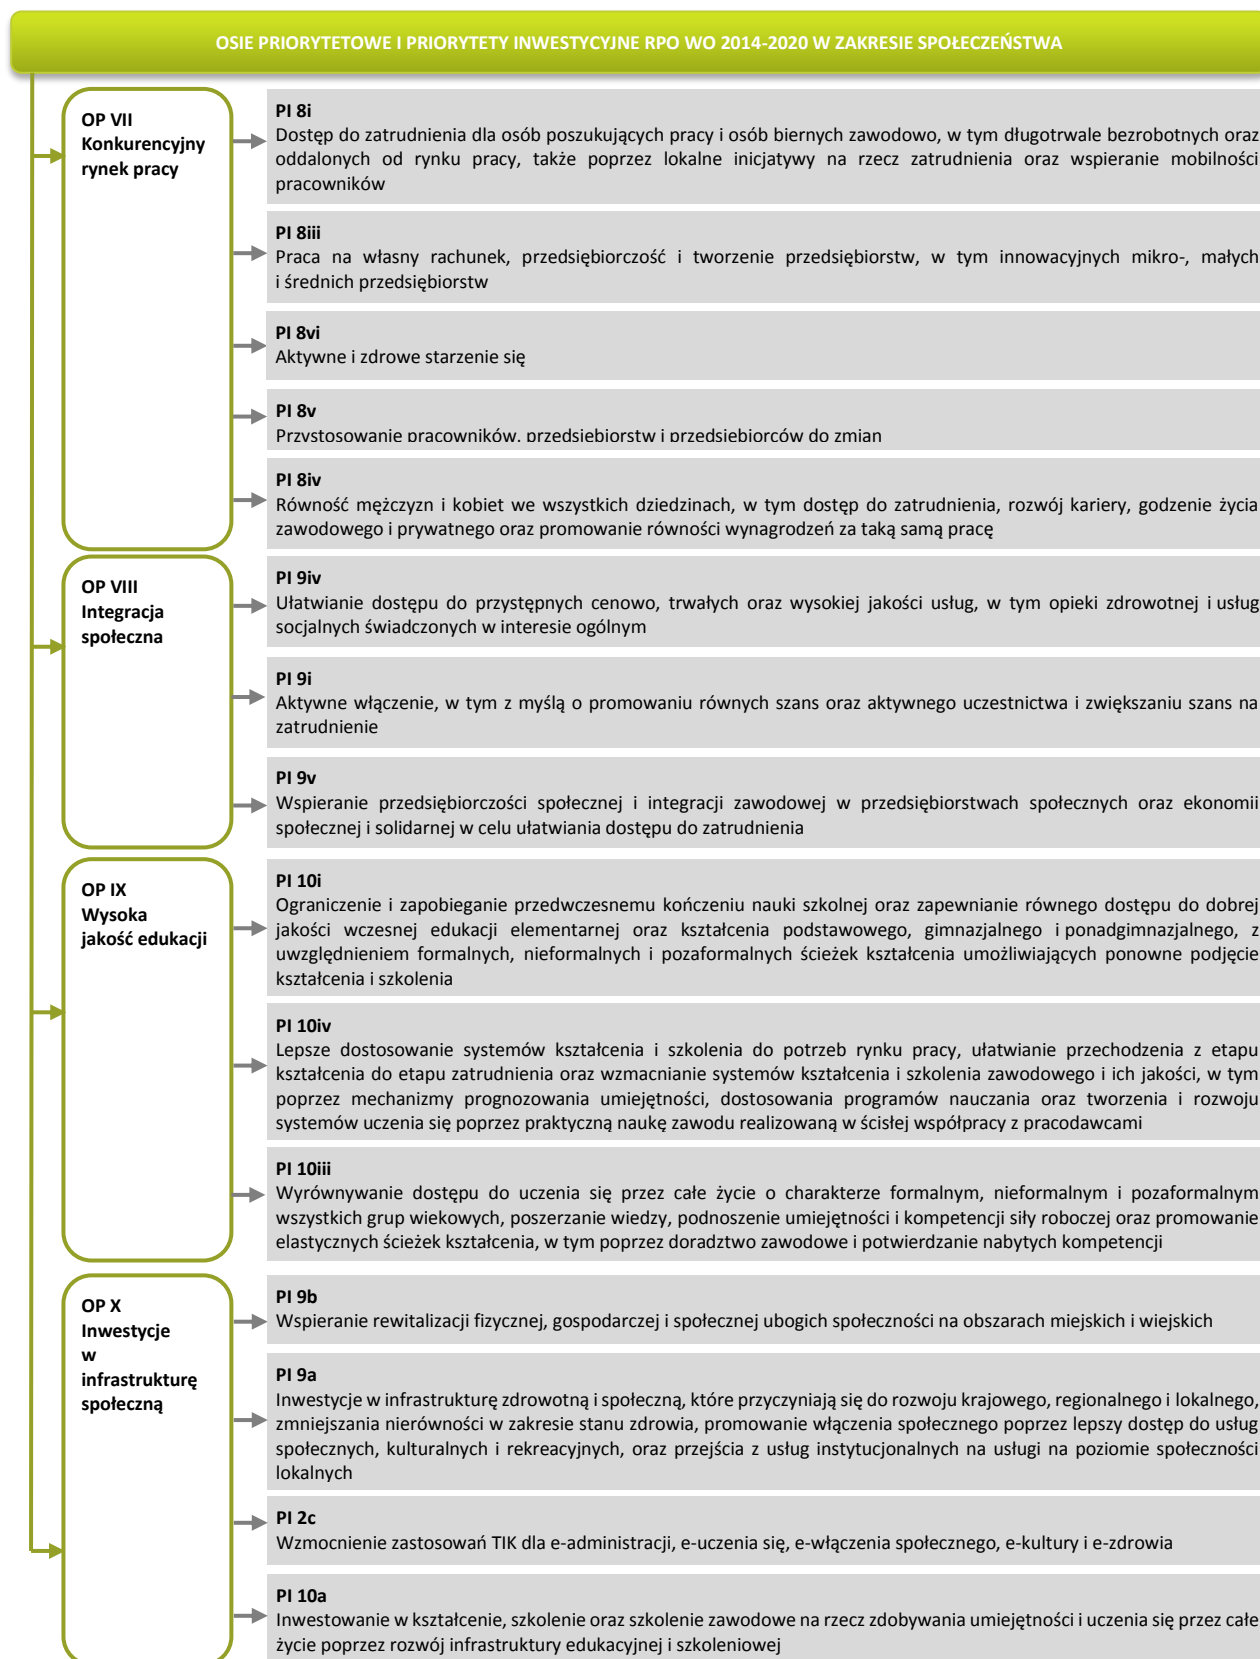 OSIE PRIORYTETOWE I PRIORYTETY INWESTYCYJNE RPO WO 2014-2020 W ZAKRESIE SPOŁECZEŃSTWA
OP VII
Konkurencyjny
rynek pracy
PI 8i
Dostęp do zatrudnienia dla osób poszukujących pracy i osób biernych zawodowo, w tym długotrwale bezrobotnych oraz
oddalonych od rynku pracy, także poprzez lokalne inicjatywy na rzecz zatrudnienia oraz wspieranie mobilności
pracowników
PI 8iii
Praca na własny rachunek, przedsiębiorczość i tworzenie przedsiębiorstw, w tym innowacyjnych mikro-, małych
i średnich przedsiębiorstw
PI 8vi
Aktywne i zdrowe starzenie się
PI 8v
Przystosowanie pracowników, przedsiębiorstw i przedsiębiorców do zmian
PI 8iv
Równość mężczyzn i kobiet we wszystkich dziedzinach, w tym dostęp do zatrudnienia, rozwój kariery, godzenie życia
zawodowego i prywatnego oraz promowanie równości wynagrodzeń za taką samą pracę
OP VIII
Integracja
społeczna
PI 9iv
Ułatwianie dostępu do przystępnych cenowo, trwałych oraz wysokiej jakości usług, w tym opieki zdrowotnej i usług
socjalnych świadczonych w interesie ogólnym
PI 9i
Aktywne włączenie, w tym z myślą o promowaniu równych szans oraz aktywnego uczestnictwa i zwiększaniu szans na
zatrudnienie
PI 9v
Wspieranie przedsiębiorczości społecznej i integracji zawodowej w przedsiębiorstwach społecznych oraz ekonomii
społecznej i solidarnej w celu ułatwiania dostępu do zatrudnienia
OP IX
Wysoka
jakość edukacji
PI 10i
Ograniczenie i zapobieganie przedwczesnemu kończeniu nauki szkolnej oraz zapewnianie równego dostępu do dobrej
jakości wczesnej edukacji elementarnej oraz kształcenia podstawowego, gimnazjalnego i ponadgimnazjalnego, z
uwzględnieniem formalnych, nieformalnych i pozaformalnych ścieżek kształcenia umożliwiających ponowne podjęcie
kształcenia i szkolenia
PI 10iv
Lepsze dostosowanie systemów kształcenia i szkolenia do potrzeb rynku pracy, ułatwianie przechodzenia z etapu
kształcenia do etapu zatrudnienia oraz wzmacnianie systemów kształcenia i szkolenia zawodowego i ich jakości, w tym
poprzez mechanizmy prognozowania umiejętności, dostosowania programów nauczania oraz tworzenia i rozwoju
systemów uczenia się poprzez praktyczną naukę zawodu realizowaną w ścisłej współpracy z pracodawcami
PI 10iii
Wyrównywanie dostępu do uczenia się przez całe życie o charakterze formalnym, nieformalnym i pozaformalnym
wszystkich grup wiekowych, poszerzanie wiedzy, podnoszenie umiejętności i kompetencji siły roboczej oraz promowanie
elastycznych ścieżek kształcenia, w tym poprzez doradztwo zawodowe i potwierdzanie nabytych kompetencji
OP X
Inwestycje
w
infrastrukturę
społeczną
PI 9b
Wspieranie rewitalizacji fizycznej, gospodarczej i społecznej ubogich społeczności na obszarach miejskich i wiejskich
PI 9a
Inwestycje w infrastrukturę zdrowotną i społeczną, które przyczyniają się do rozwoju krajowego, regionalnego i lokalnego,
zmniejszania nierówności w zakresie stanu zdrowia, promowanie włączenia społecznego poprzez lepszy dostęp do usług
społecznych, kulturalnych i rekreacyjnych, oraz przejścia z usług instytucjonalnych na usługi na poziomie społeczności
lokalnych
PI 2c
Wzmocnienie zastosowań TIK dla e-administracji, e-uczenia się, e-włączenia społecznego, e-kultury i e-zdrowia
PI 10a
Inwestowanie w kształcenie, szkolenie oraz szkolenie zawodowe na rzecz zdobywania umiejętności i uczenia się przez całe
życie poprzez rozwój infrastruktury edukacyjnej i szkoleniowej